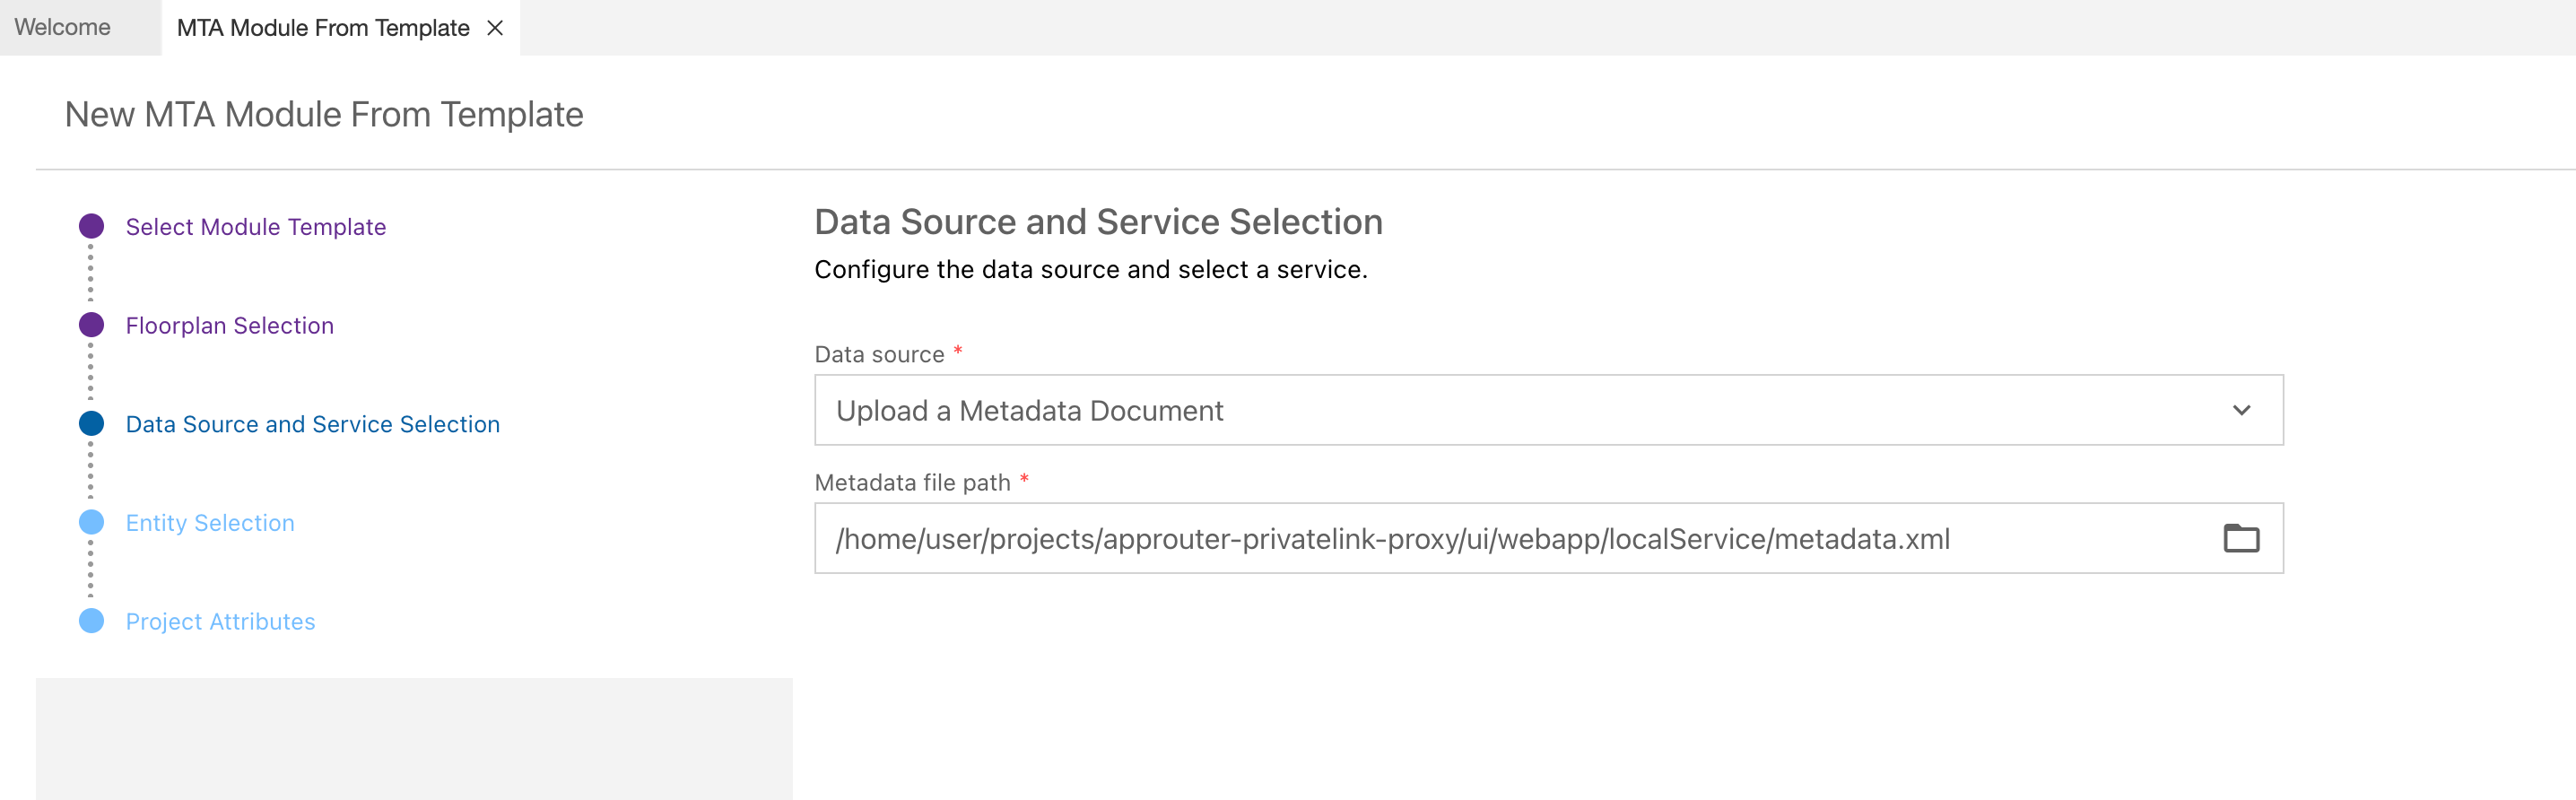 Welcome
MTA Module From Template
New MTA Module From Template
Select Module Template
Floorplan Selection
Data Source and Service Selection
Entity Selection
Project Attributes
Data Source and Service Selection
Configure the data source and select a service.
Data source *
Upload a Metadata Document
Metadata file path *
/home/user/projects/approuter-privatelink-proxy/ui/webapp/localService/metadata.xml